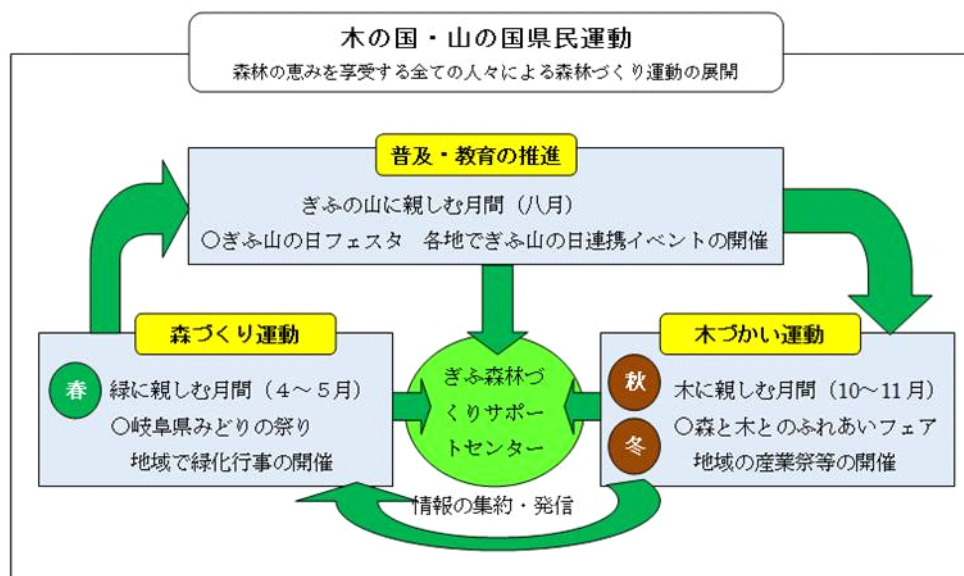 木の国・山の国県民運動
森林の恵みを享受する全ての人々による森林づくり運動の展開
普及・教育の推進
ぎふの山に親しむ月間（八月）
○ぎふ山の日フェスタ　各地でぎふ山の日連携イベントの開催
森づくり運動
春
緑に親しむ月間（４～５月）
○岐阜県みどりの祭り
地域で緑化行事の開催
ぎふ森林づ
くりサポー
トセンター
木づかい運動
秋
冬
木に親しむ月間（10～11月）
○森と木とのふれあいフェア
地域の産業祭等の開催
情報の集約・発信